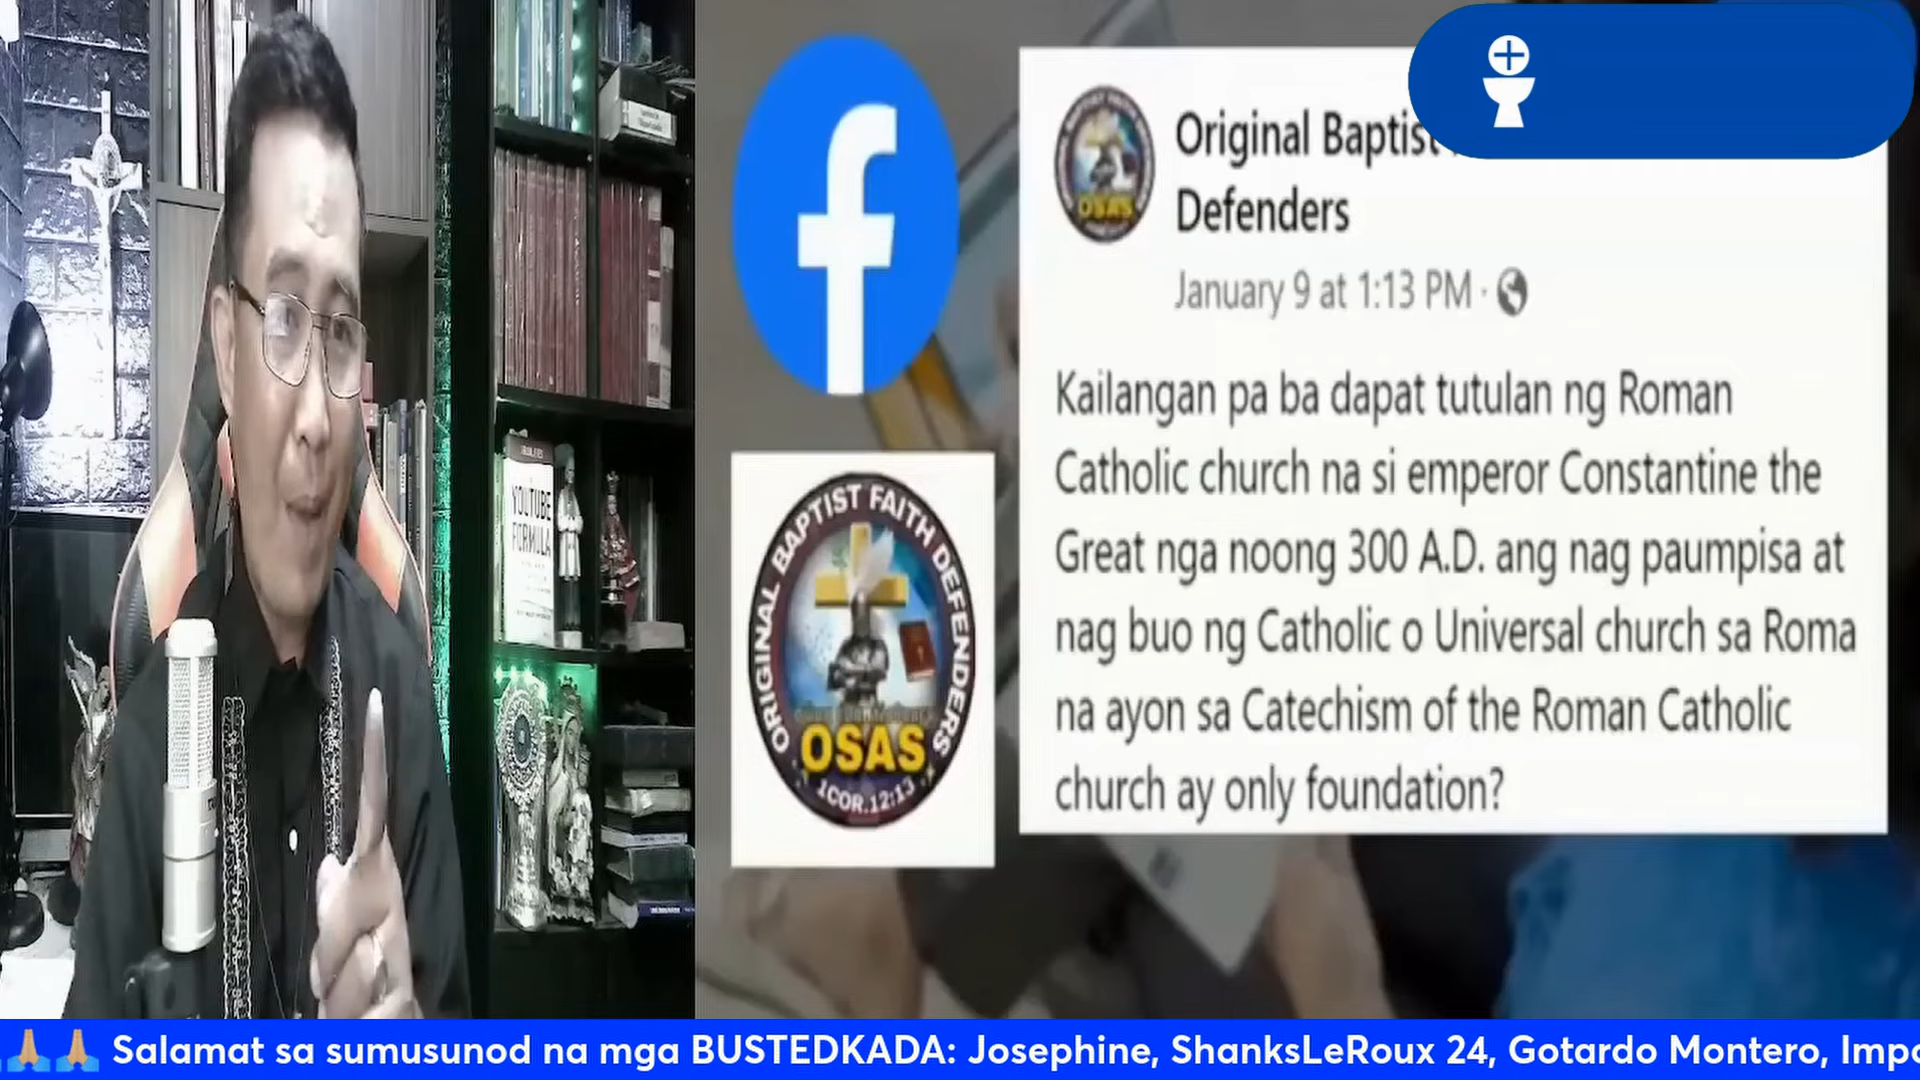 Original Baptist
Defenders
January 9 at 1:13 PM ·
Kailangan pa ba dapat tutulan ng Roman
Catholic church na si emperor Constantine the
Great nga noong 300 A.D. ang nag paumpisa at
nag buo ng Catholic o Universal church sa Roma
na ayon sa Catechism of the Roman Catholic
church ay only foundation?
ORIGINAL BAPTIST FAITH DEFENDERS
OSAS
1COR.12:13
OSAS
YOUTUBE
FORMULA
Salamat sa sumusunod na mga BUSTEDKADA: Josephine, ShanksLeRoux 24, Gotardo Montero,